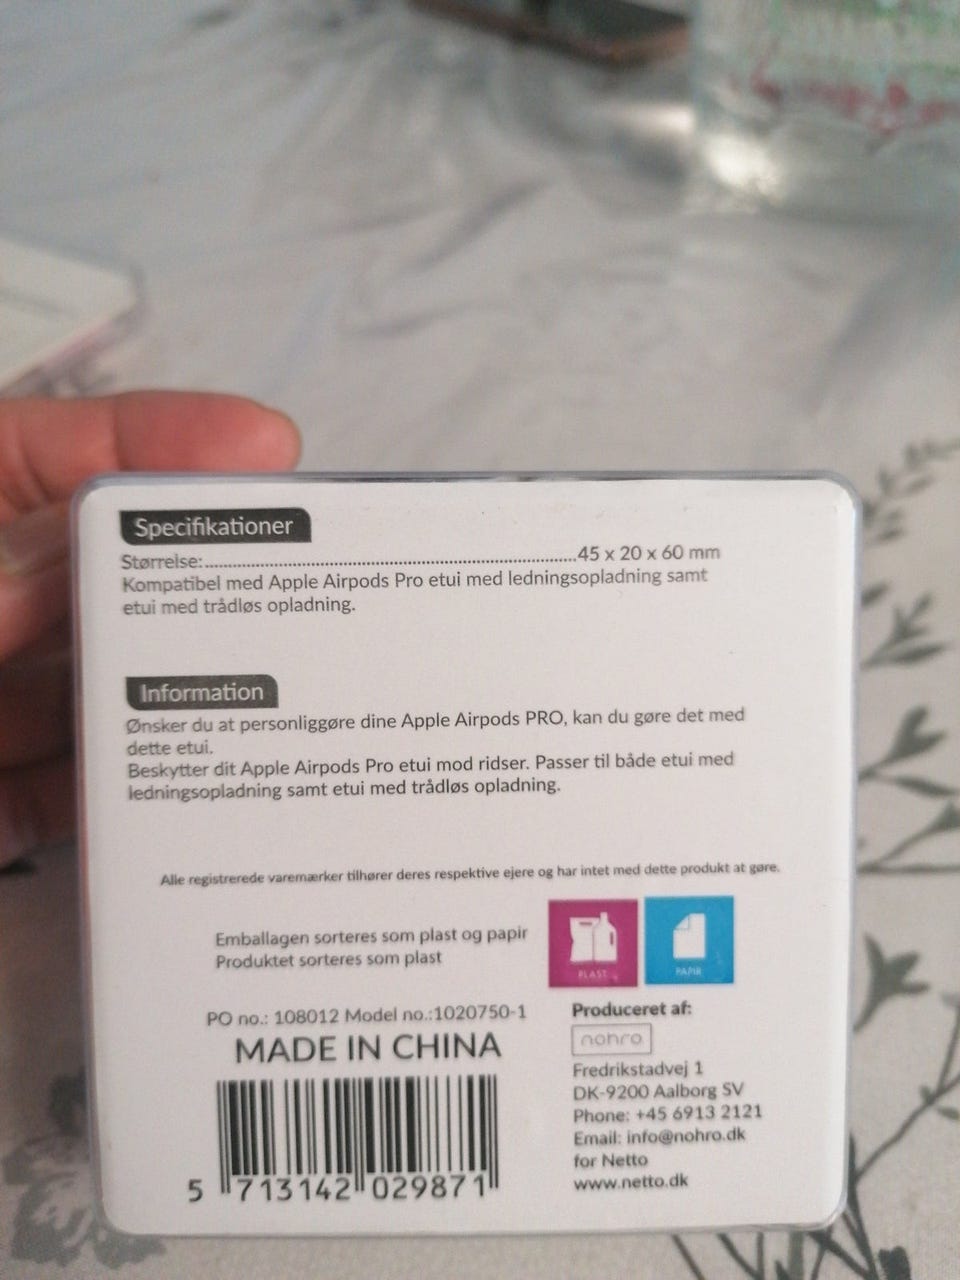 Specifikationer
Størrelse:..........................................................................45 x 20 x 60 mm
Kompatibel med Apple Airpods Pro etui med ledningsopladning samt
etui med trådløs opladning.
Information
Ønsker du at personliggøre dine Apple Airpods PRO, kan du gøre det med
dette etui.
Beskytter dit Apple Airpods Pro etui mod ridser. Passer til både etui med
ledningsopladning samt etui med trådløs opladning.
Alle registrerede varemærker tilhører deres respektive ejere og har intet med dette produkt at gøre.
Emballagen sorteres som plast og papir
Produktet sorteres som plast
PLAST
PAPIR
PO no.: 108012 Model no.:1020750-1
MADE IN CHINA
5 713142 029871
Produceret af:
nohro
Fredrikstadvej 1
DK-9200 Aalborg SV
Phone: +45 6913 2121
Email: info@nohro.dk
for Netto
www.netto.dk